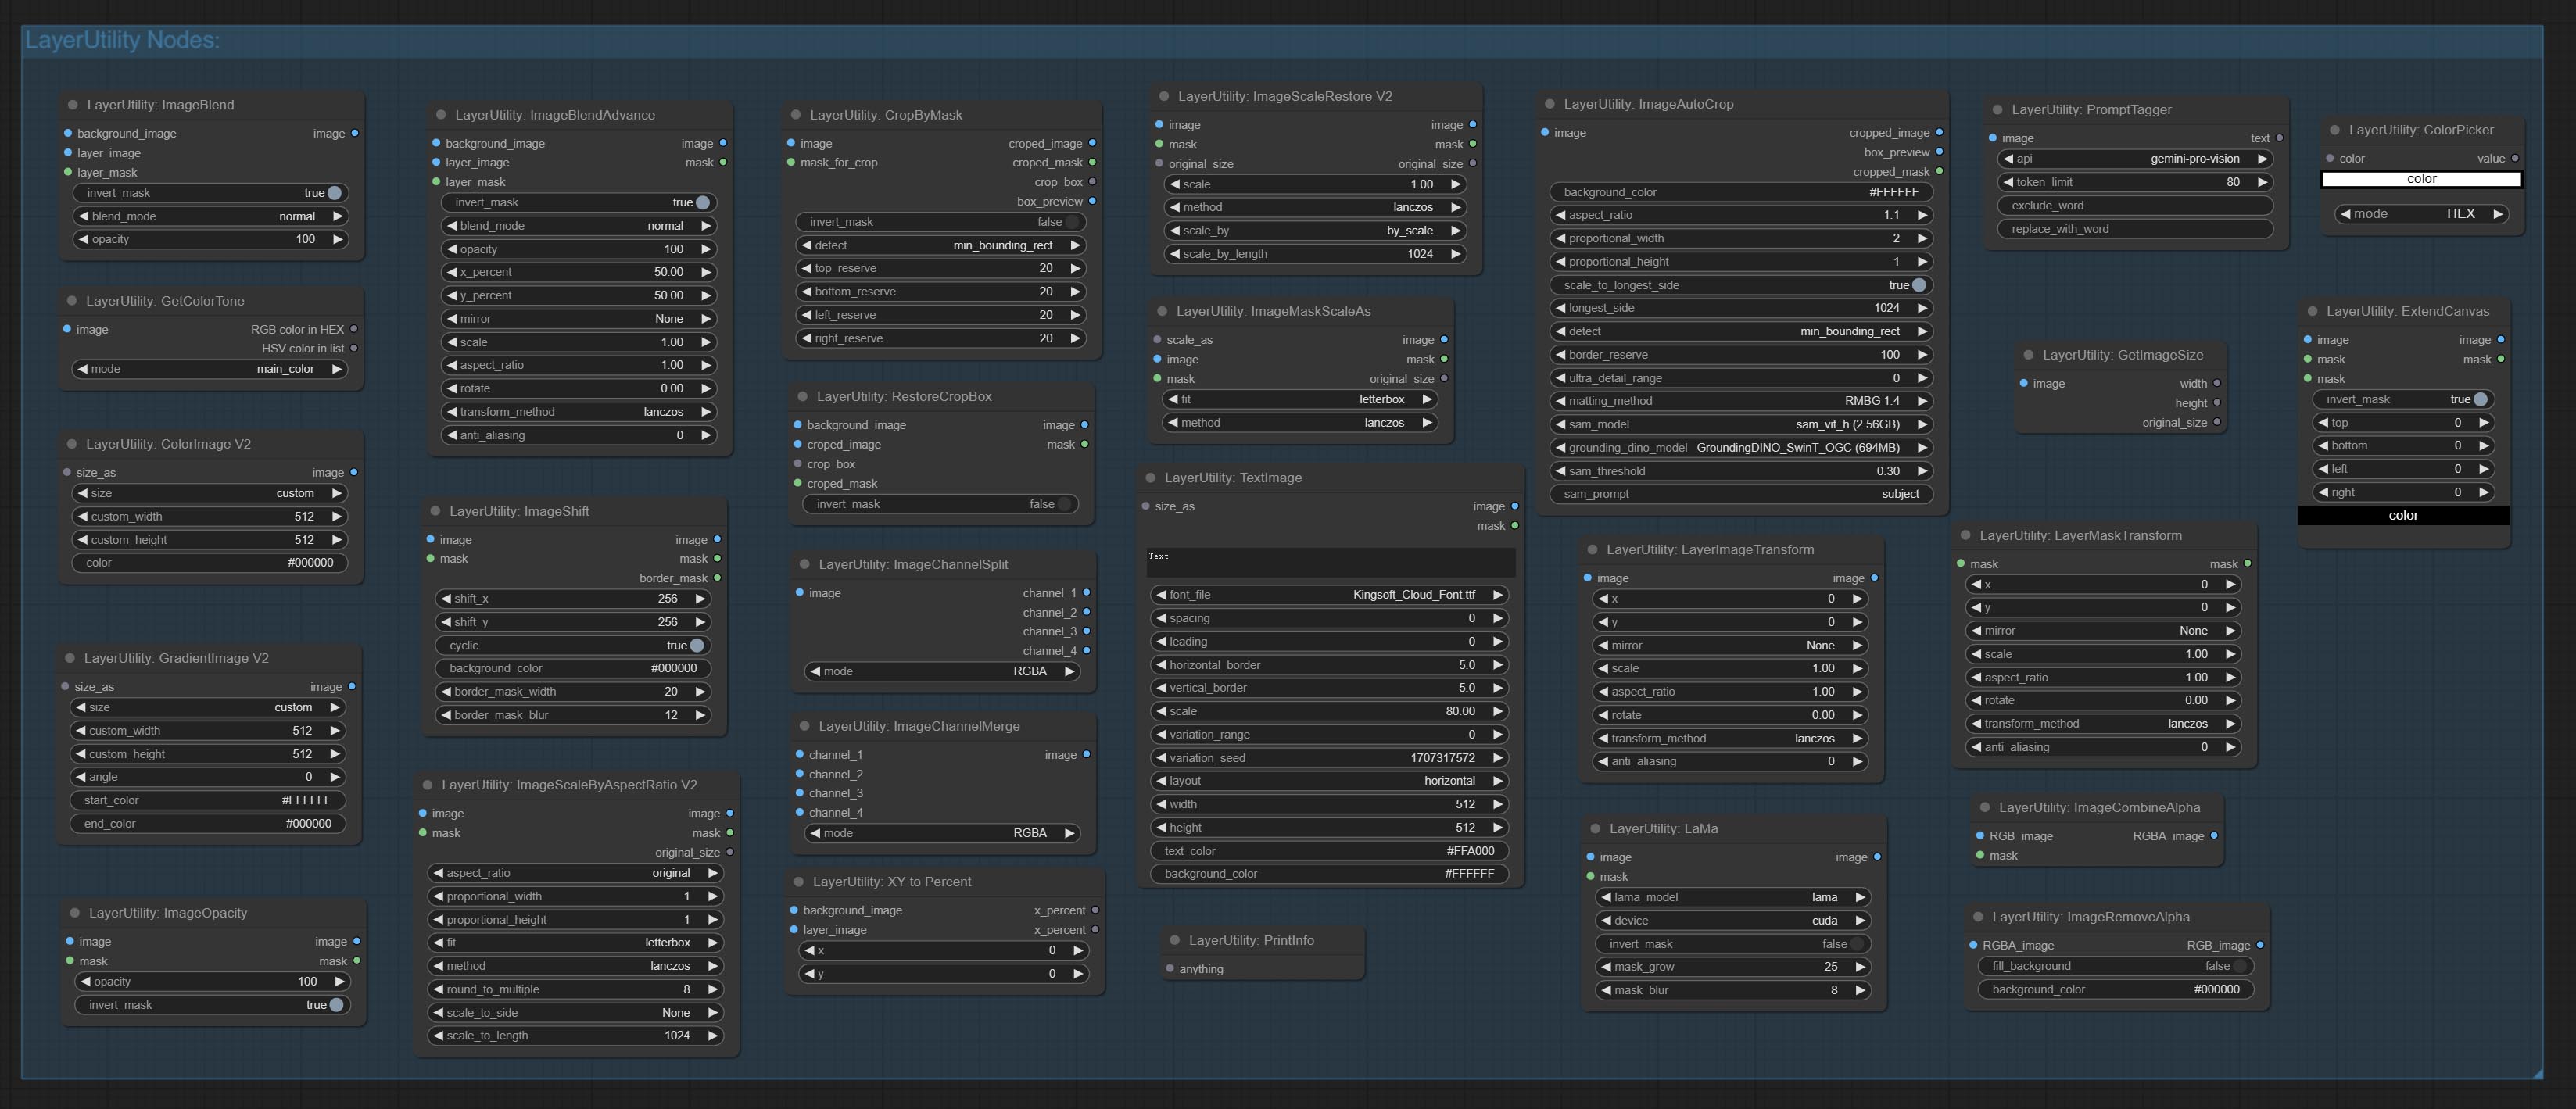 LayerUtility Nodes:
LayerUtility: ImageBlend
background_image image
layer_image
layer_mask
invert_mask true
blend_mode normal
opacity 100
LayerUtility: GetColorTone
image RGB color in HEX
HSV color in list
mode main_color
LayerUtility: ColorImage V2
size_as image
size custom
custom_width 512
custom_height 512
color #000000
LayerUtility: GradientImage V2
size_as image
size custom
custom_width 512
custom_height 512
angle 0
start_color #FFFFFF
end_color #000000
LayerUtility: ImageOpacity
image image
mask mask
opacity 100
invert_mask true
LayerUtility: ImageBlendAdvance
background_image image
layer_image mask
layer_mask
invert_mask true
blend_mode normal
opacity 100
x_percent 50.00
y_percent 50.00
mirror None
scale 1.00
aspect_ratio 1.00
rotate 0.00
transform_method lanczos
anti_aliasing 0
LayerUtility: ImageShift
image image
mask mask
border_mask
shift_x 256
shift_y 256
cyclic true
background_color #000000
border_mask_width 20
border_mask_blur 12
LayerUtility: ImageScaleByAspectRatio V2
image image
mask mask
original_size
aspect_ratio original
proportional_width 1
proportional_height 1
fit letterbox
method lanczos
round_to_multiple 8
scale_to_side None
scale_to_length 1024
LayerUtility: CropByMask
image croped_image
mask_for_crop croped_mask
crop_box
box_preview
invert_mask false
detect min_bounding_rect
top_reserve 20
bottom_reserve 20
left_reserve 20
right_reserve 20
LayerUtility: RestoreCropBox
background_image image
croped_image mask
crop_box
croped_mask
invert_mask false
LayerUtility: ImageChannelSplit
image channel_1
channel_2
channel_3
channel_4
mode RGBA
LayerUtility: ImageChannelMerge
channel_1 image
channel_2
channel_3
channel_4
mode RGBA
LayerUtility: XY to Percent
background_image x_percent
layer_image x_percent
x 0
y 0
LayerUtility: ImageScaleRestore V2
image image
mask mask
original_size original_size
scale 1.00
method lanczos
scale_by by_scale
scale_by_length 1024
LayerUtility: ImageMaskScaleAs
scale_as image
image mask
mask original_size
fit letterbox
method lanczos
LayerUtility: TextImage
size_as image
mask
Text
font_file Kingsoft_Cloud_Font.ttf
spacing 0
leading 0
horizontal_border 5.0
vertical_border 5.0
scale 80.00
variation_range 0
variation_seed 1707317572
layout horizontal
width 512
height 512
text_color #FFA000
background_color #FFFFFF
LayerUtility: PrintInfo
anything
LayerUtility: ImageAutoCrop
image cropped_image
box_preview
cropped_mask
background_color #FFFFFF
aspect_ratio 1:1
proportional_width 2
proportional_height 1
scale_to_longest_side true
longest_side 1024
detect min_bounding_rect
border_reserve 100
ultra_detail_range 0
matting_method RMBG 1.4
sam_model sam_vit_h (2.56GB)
grounding_dino_model GroundingDINO_SwinT_OGC (694MB)
sam_threshold 0.30
sam_prompt subject
LayerUtility: LayerImageTransform
image image
x 0
y 0
mirror None
scale 1.00
aspect_ratio 1.00
rotate 0.00
transform_method lanczos
anti_aliasing 0
LayerUtility: LaMa
image image
mask
lama_model lama
device cuda
invert_mask false
mask_grow 25
mask_blur 8
LayerUtility: PromptTagger
image text
api gemini-pro-vision
token_limit 80
exclude_word
replace_with_word
LayerUtility: GetImageSize
image width
height
original_size
LayerUtility: LayerMaskTransform
mask mask
x 0
y 0
mirror None
scale 1.00
aspect_ratio 1.00
rotate 0.00
transform_method lanczos
anti_aliasing 0
LayerUtility: ImageCombineAlpha
RGB_image RGBA_image
mask
LayerUtility: ImageRemoveAlpha
RGBA_image RGB_image
fill_background false
background_color #000000
LayerUtility: ColorPicker
color value
color
mode HEX
LayerUtility: ExtendCanvas
image image
mask mask
mask
invert_mask true
top 0
bottom 0
left 0
right 0
color